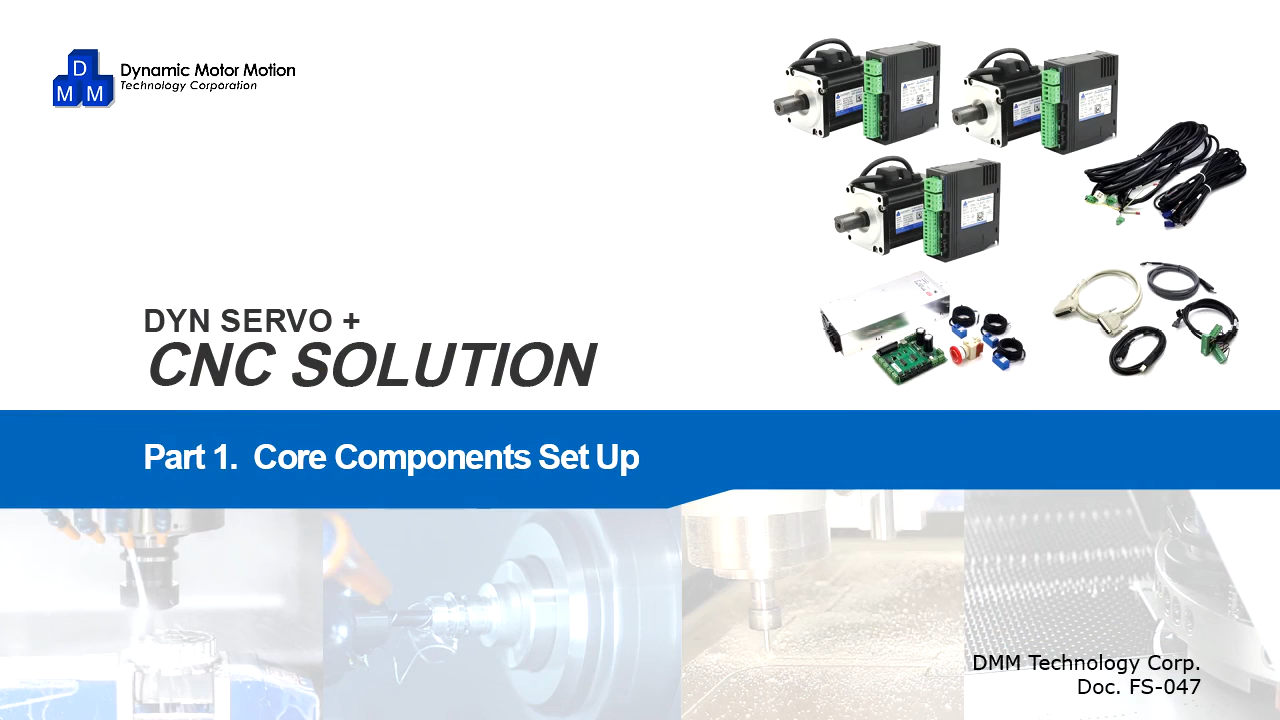 D
M M
Dynamic Motor Motion
Technology Corporation
DYN SERVO +
CNC SOLUTION
Part 1. Core Components Set Up
DMM Technology Corp.
Doc. FS-047